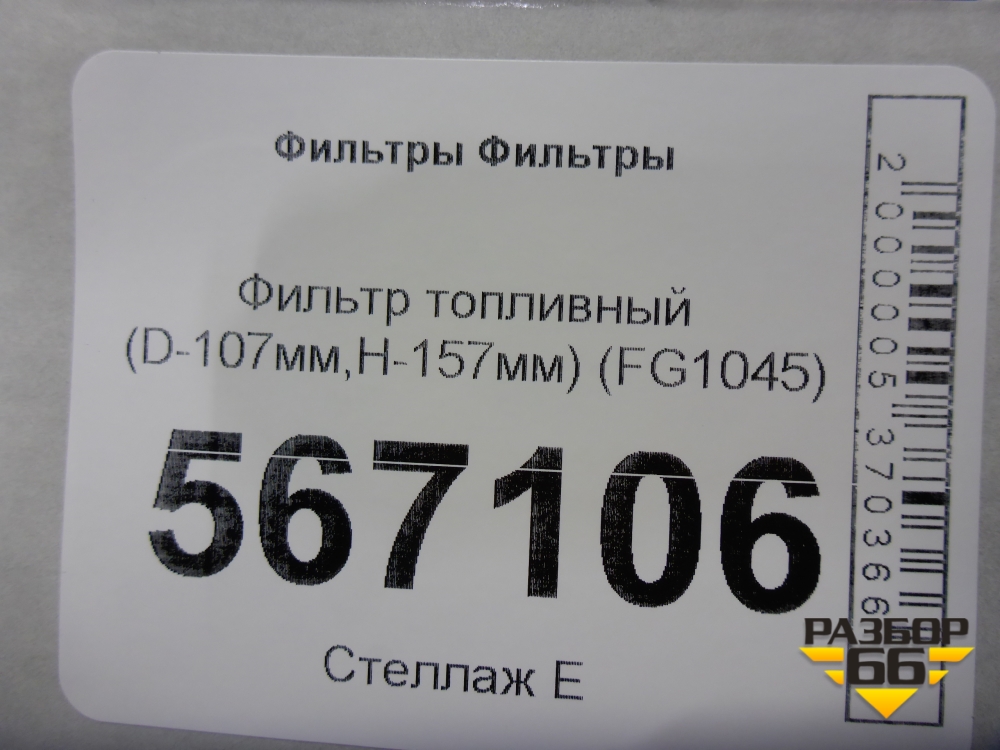 Фильтры Фильтры
Фильтр топливный
(D-107мм,H-157мм) (FG1045)
567106
Стеллаж Е
2000005370366
РАЗБОР
66